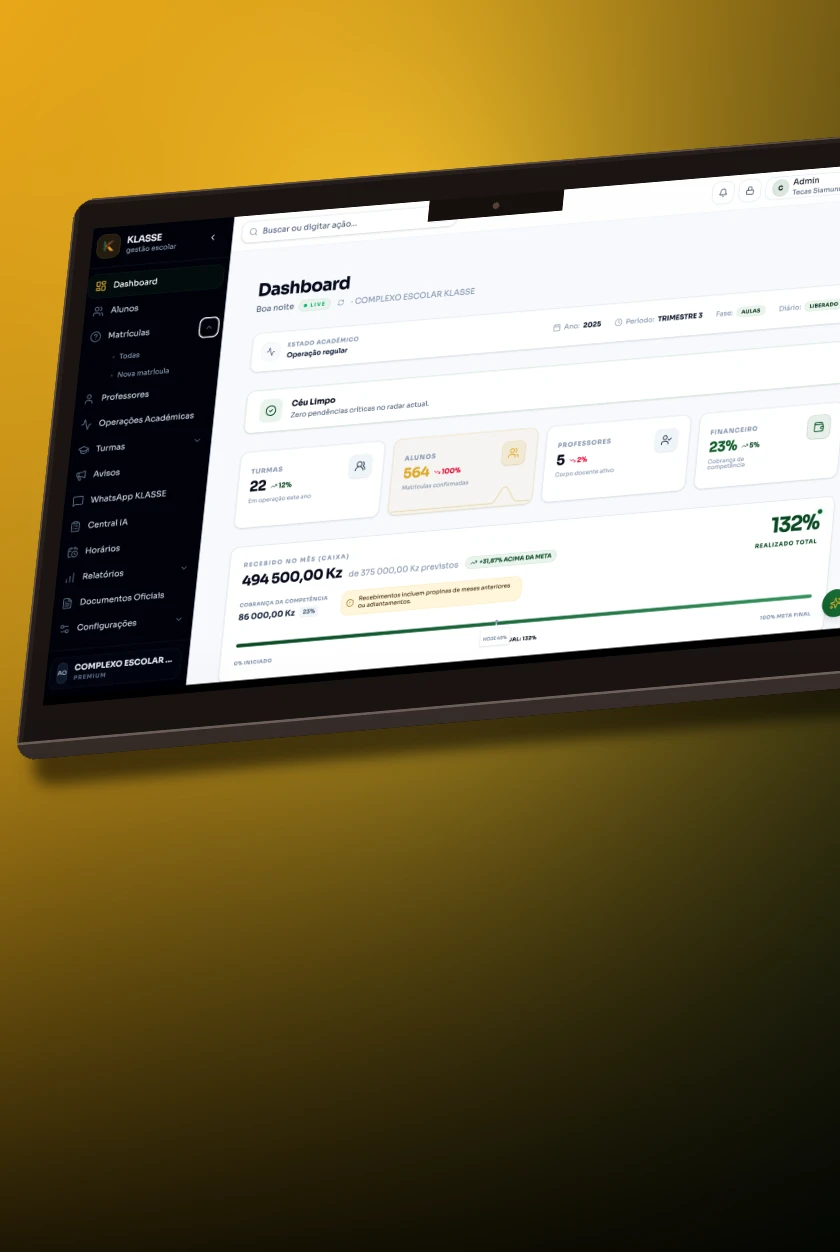 KLASSE
gestão escolar
Dashboard
Alunos
Matrículas
Todas
Nova matrícula
Professores
Operações Académicas
Turmas
Avisos
WhatsApp KLASSE
Central IA
Horários
Relatórios
Documentos Oficiais
Configurações
AO
COMPLEXO ESCOLAR ...
PREMIUM
Buscar ou digitar ação...
Admin
Dashboard
Boa noite • LIVE · COMPLEXO ESCOLAR KLASSE
ESTADO ACADÉMICO
Operação regular
Ano: 2025 Período: TRIMESTRE 3 Fase: AULAS Diário: LIBERADO
Céu Limpo
Zero pendências críticas no radar actual.
TURMAS
22 12%
Em operação este ano
ALUNOS
564 100%
Matrículas confirmadas
PROFESSORES
5 2%
Corpo docente ativo
FINANCEIRO
23% 5%
Cobrança da
competência
RECEBIDO NO MÊS (CAIXA)
494 500,00 Kz de 375 000,00 Kz previstos +31,87% ACIMA DA META
COBRANÇA DA COMPETÊNCIA
86 000,00 Kz 23%
Recebimentos incluem propinas de meses anteriores
ou adiantamentos.
132%
REALIZADO TOTAL
0% INICIADO
100% META FINAL